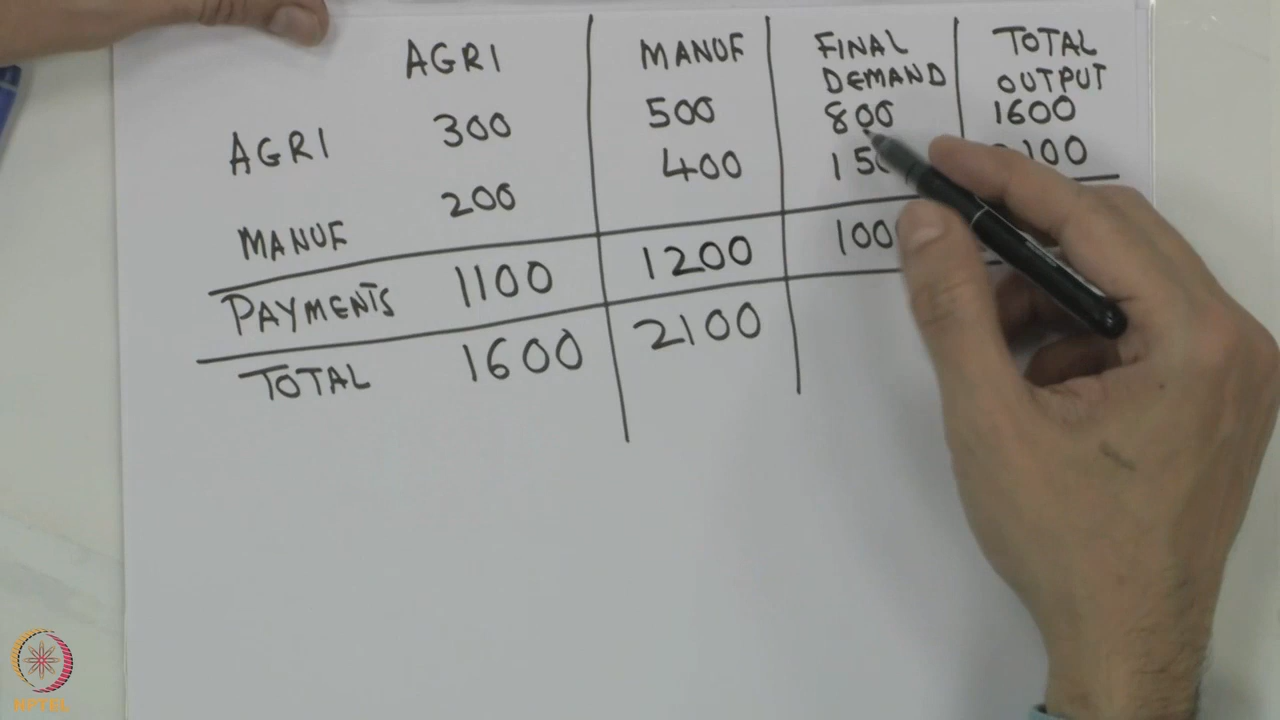 AGRI MANUF FINAL DEMAND TOTAL OUTPUT
AGRI 300 500 800 1600
MANUF 200 400
PAYMENTS 1100 1200
TOTAL 1600 2100
NPTEL